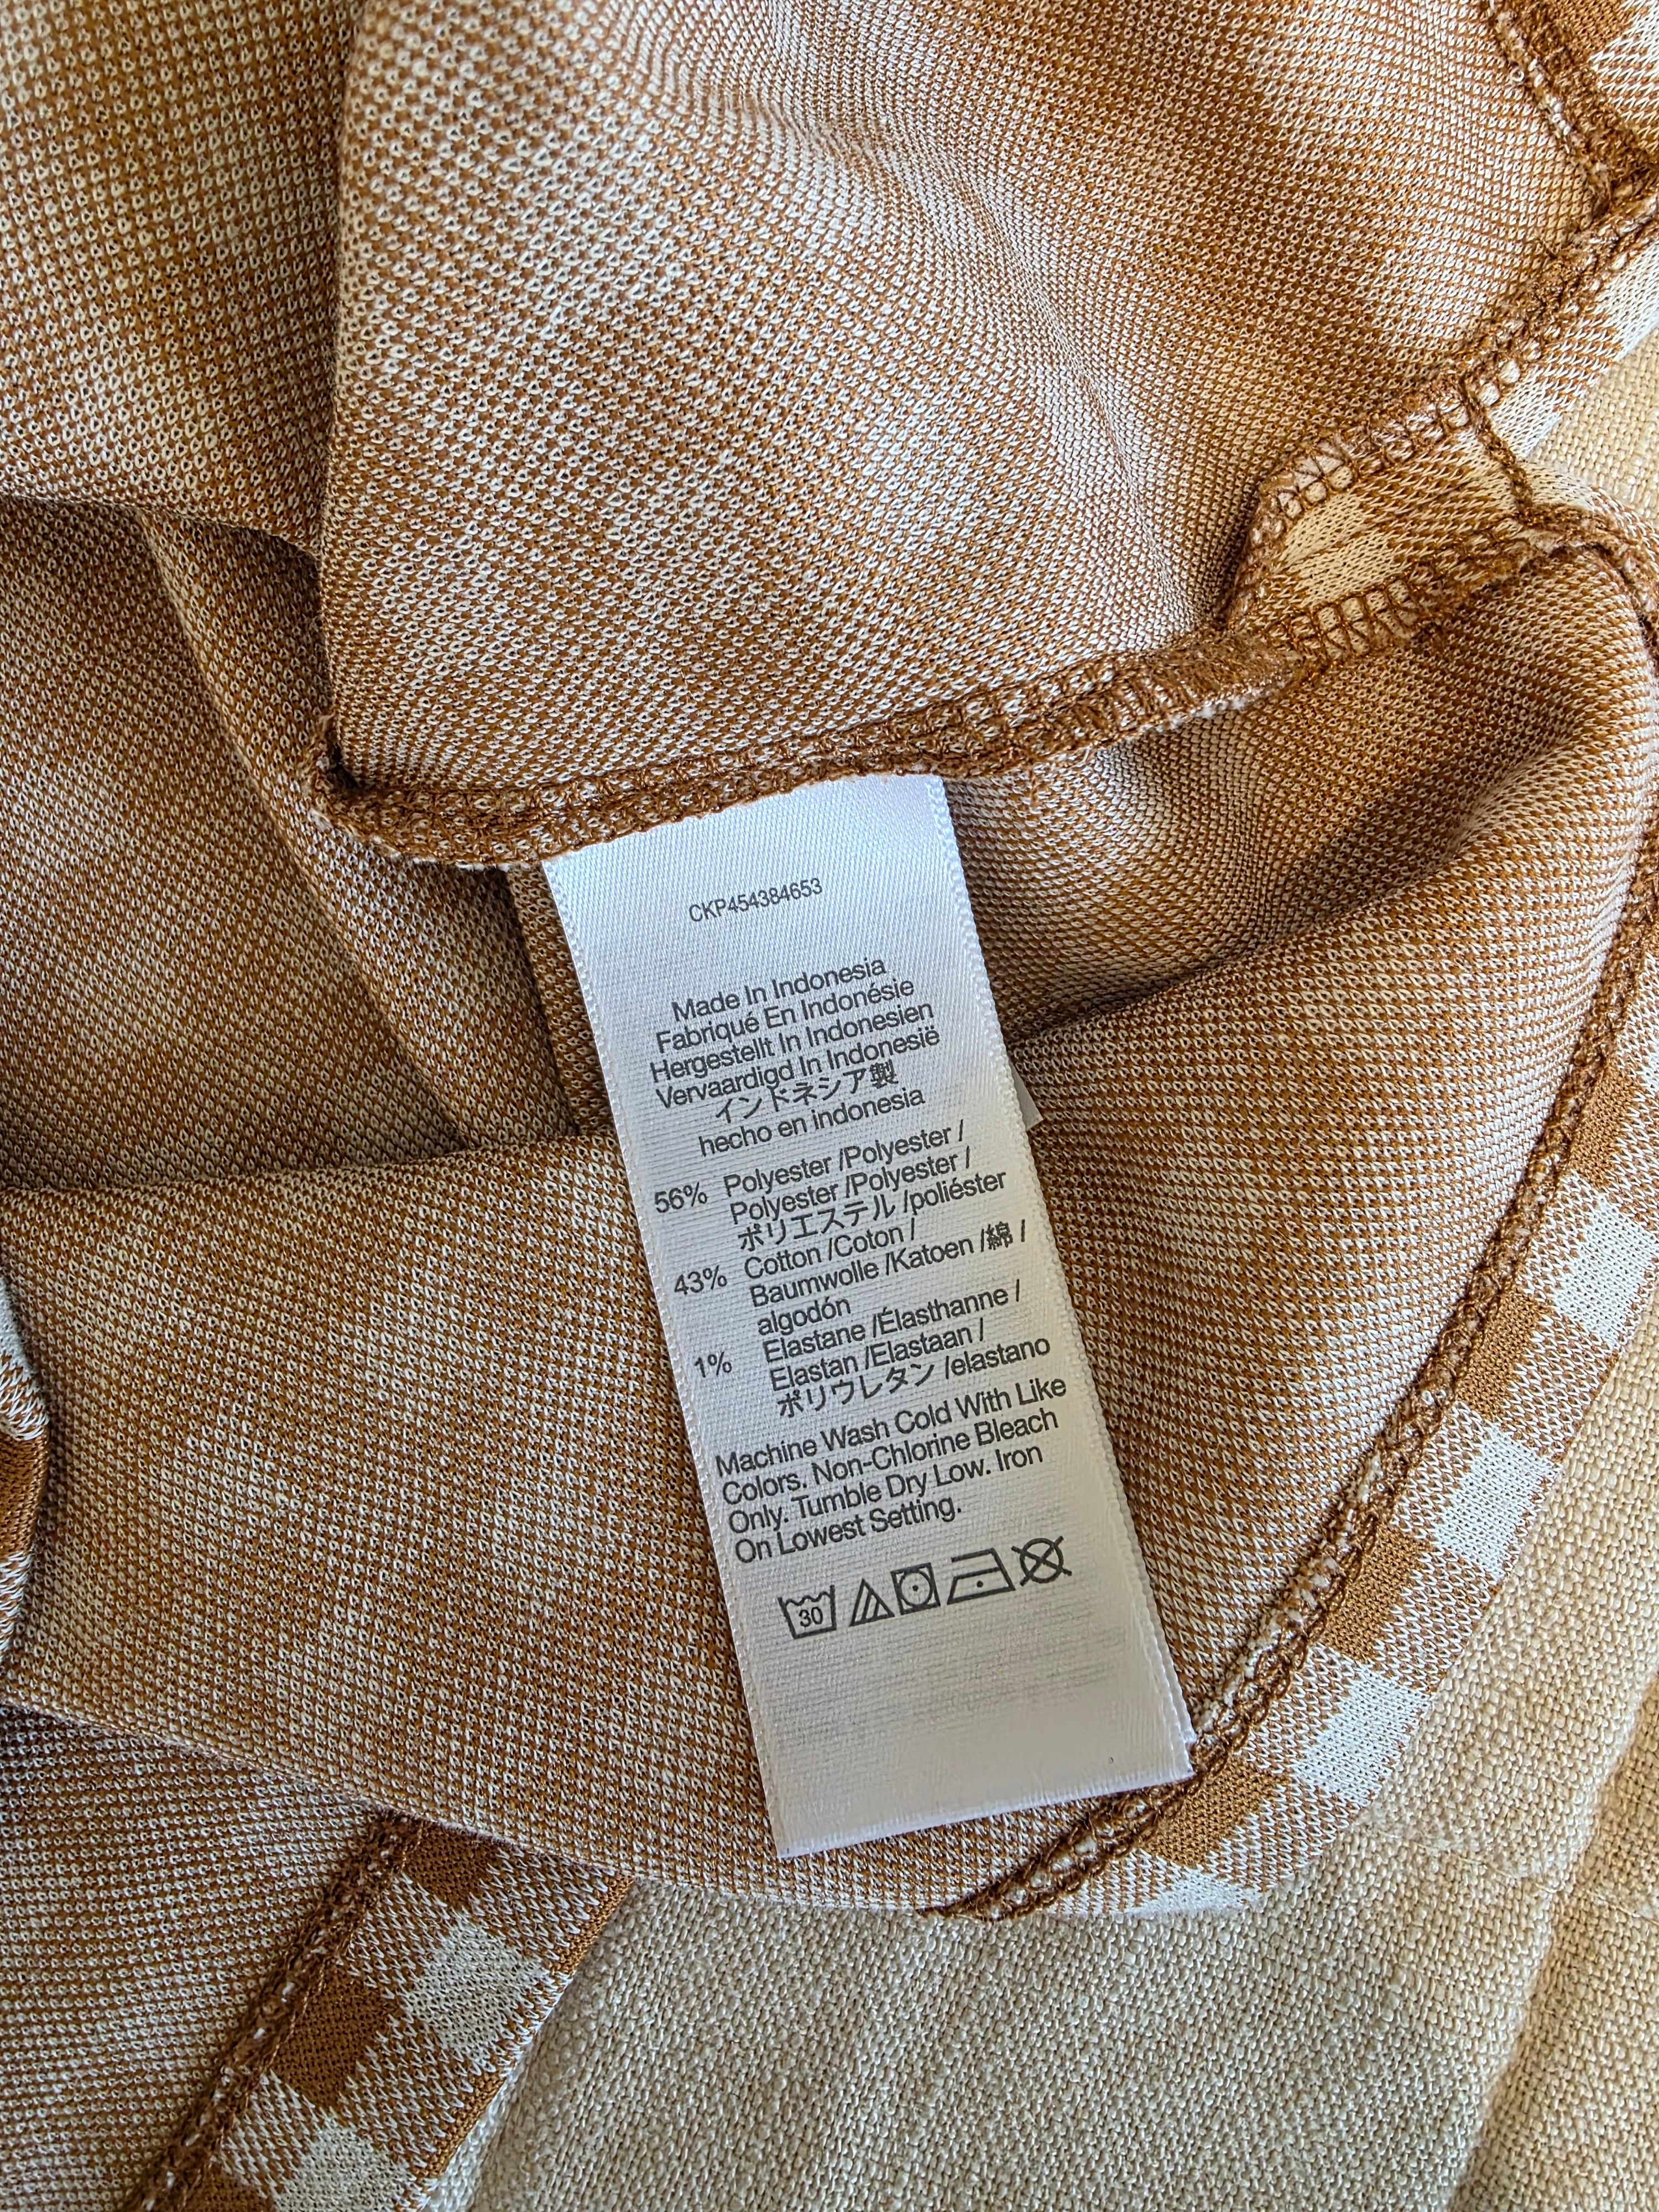 CKP454384653
Made In Indonesia
Fabriqué En Indonésie
Hergestellt In Indonesien
Vervaardigd In Indonesië
インドネシア製
hecho en indonesia
56% Polyester /Polyester /
Polyester /Polyester /
ポリエステル /poliéster
43% Cotton /Coton /
Baumwolle /Katoen /綿 /
algodón
1% Elastane /Élasthanne /
Elastan /Elastaan /
ポリウレタン /elastano
Machine Wash Cold With Like
Colors. Non-Chlorine Bleach
Only. Tumble Dry Low. Iron
On Lowest Setting.
30